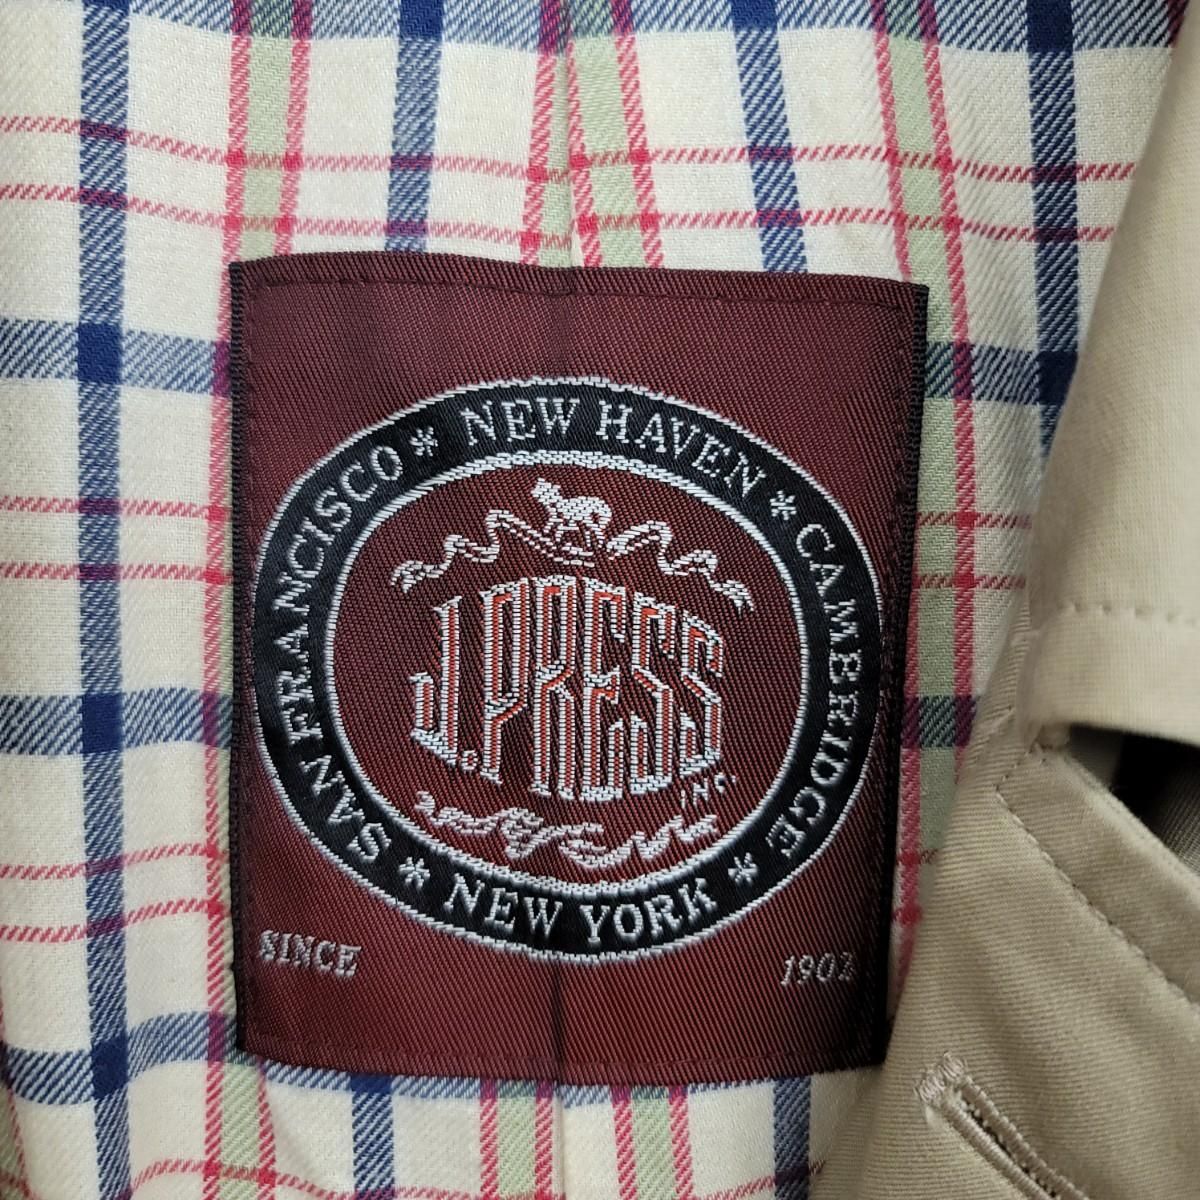 NEW HAVEN * CAMBRIDGE * NEW YORK * SAN FRANCISCO *
J.PRESS
INC.
SINCE 1902